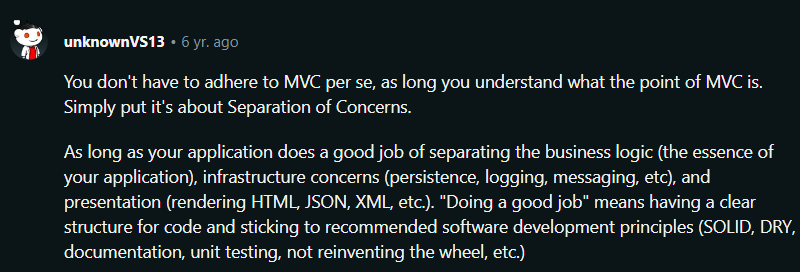 unknownVS13 • 6 yr. ago
You don't have to adhere to MVC per se, as long you understand what the point of MVC is.
Simply put it's about Separation of Concerns.
As long as your application does a good job of separating the business logic (the essence of
your application), infrastructure concerns (persistence, logging, messaging, etc), and
presentation (rendering HTML, JSON, XML, etc.). "Doing a good job" means having a clear
structure for code and sticking to recommended software development principles (SOLID, DRY,
documentation, unit testing, not reinventing the wheel, etc.)